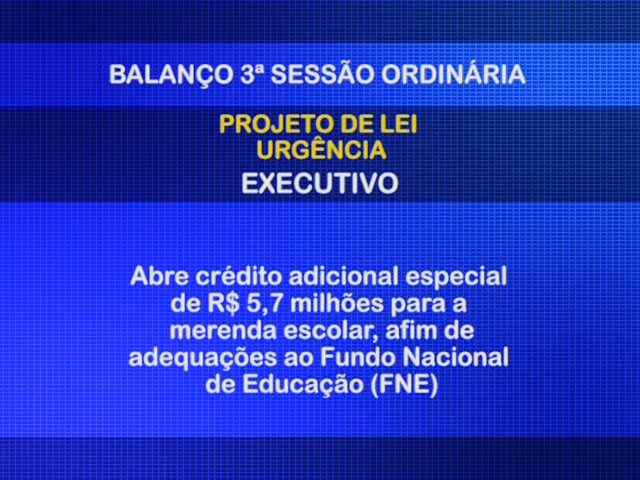 BALANÇO 3ª SESSÃO ORDINÁRIA
PROJETO DE LEI
URGÊNCIA
EXECUTIVO
Abre crédito adicional especial
de R$ 5,7 milhões para a
merenda escolar, afim de
adequações ao Fundo Nacional
de Educação (FNE)